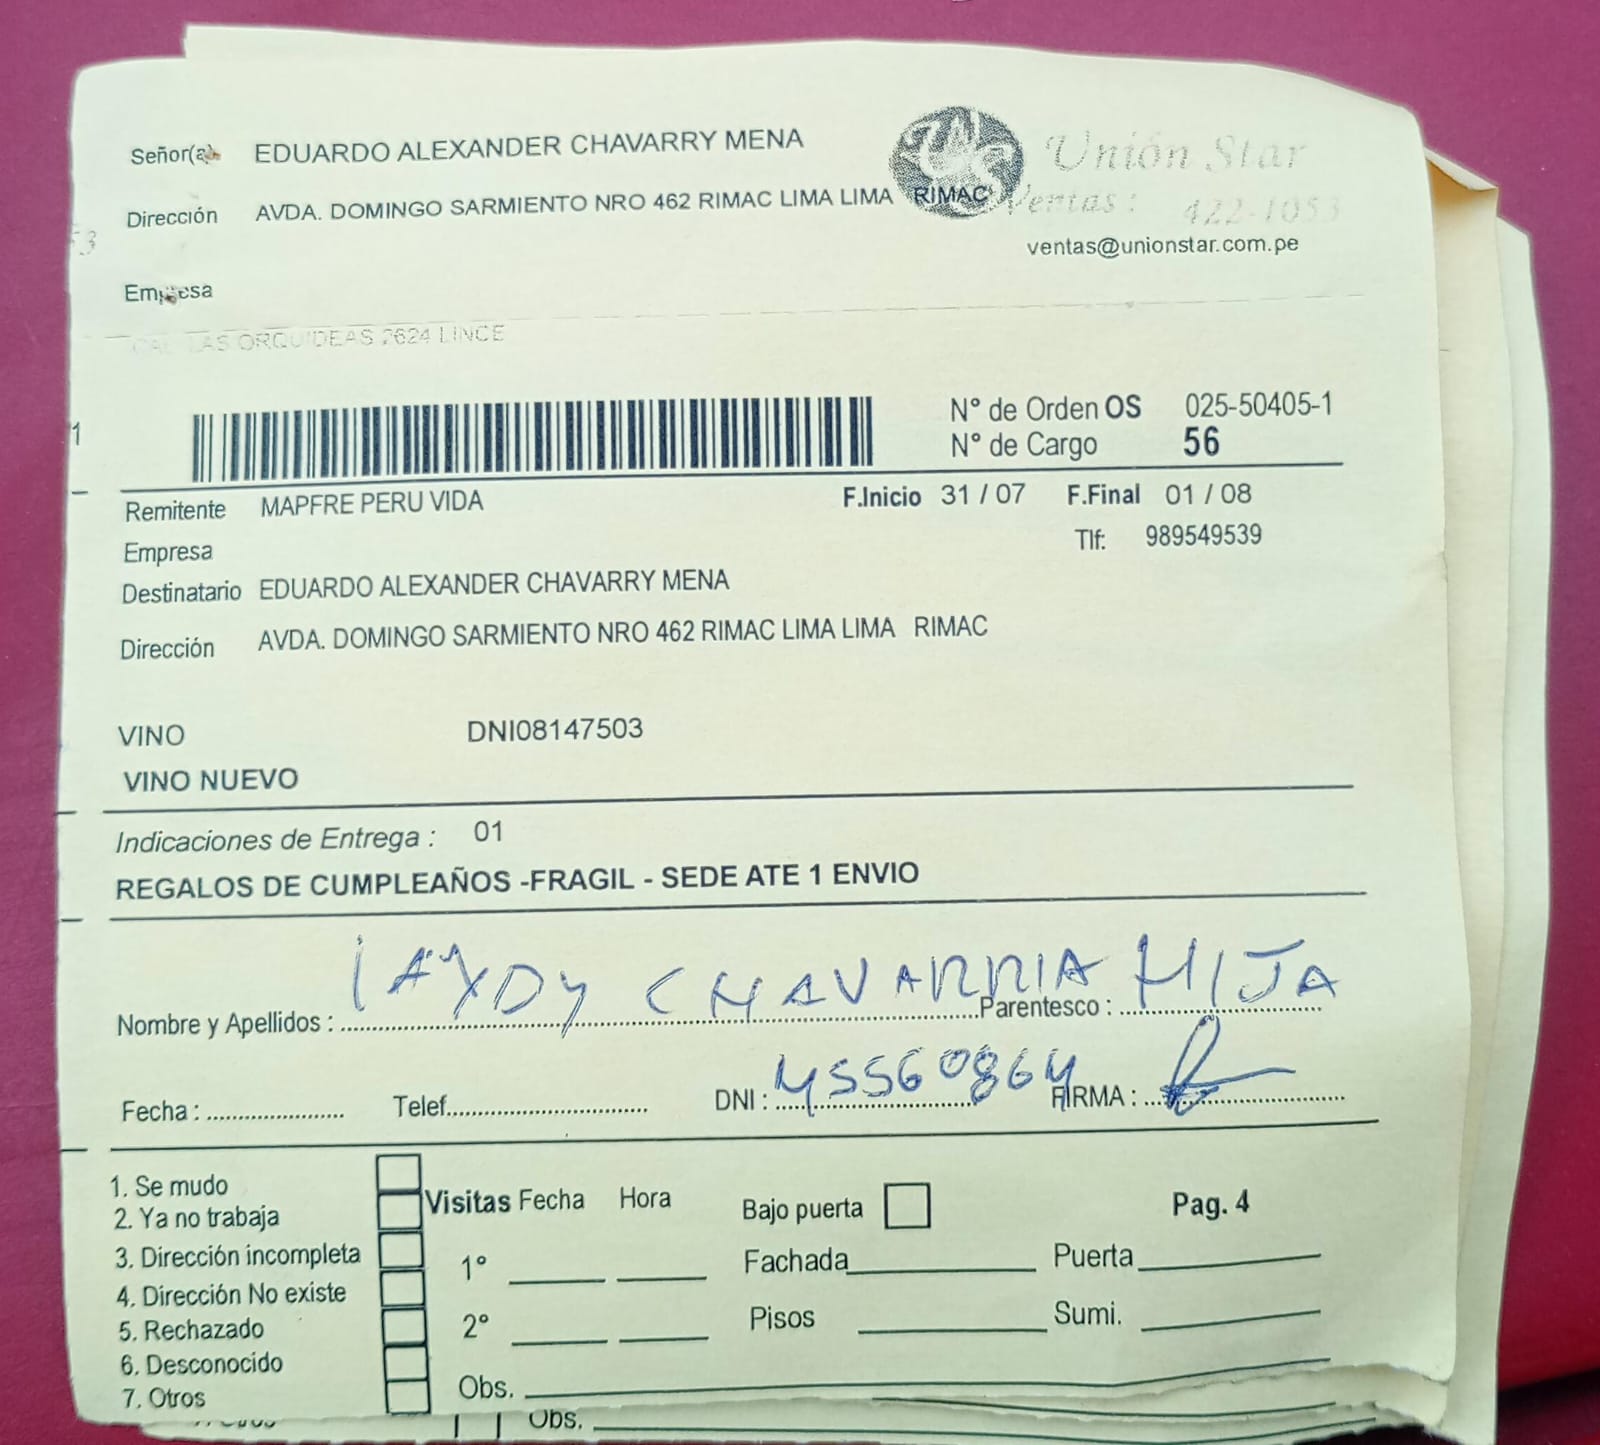 Señor(a) EDUARDO ALEXANDER CHAVARRY MENA
Unión Star
Dirección AVDA. DOMINGO SARMIENTO NRO 462 RIMAC LIMA LIMA RIMAC
Ventas: 422-1053
ventas@unionstar.com.pe
Empresa
CAL LAS ORQUIDEAS 2624 LINCE
N° de Orden OS 025-50405-1
N° de Cargo 56
Remitente MAPFRE PERU VIDA F.Inicio 31 / 07 F.Final 01 / 08
Empresa Tlf: 989549539
Destinatario EDUARDO ALEXANDER CHAVARRY MENA
Dirección AVDA. DOMINGO SARMIENTO NRO 462 RIMAC LIMA LIMA RIMAC
VINO DNI08147503
VINO NUEVO
Indicaciones de Entrega : 01
REGALOS DE CUMPLEAÑOS -FRAGIL - SEDE ATE 1 ENVIO
Nombre y Apellidos : CHAVARRIA Parentesco : HIJA
Fecha : Telef. DNI : 45560864 FIRMA :
1. Se mudo
2. Ya no trabaja
3. Dirección incompleta
4. Dirección No existe
5. Rechazado
6. Desconocido
7. Otros
Visitas Fecha Hora
1°
2°
Obs.
Bajo puerta Pag. 4
Fachada Puerta
Pisos Sumi.
Obs.